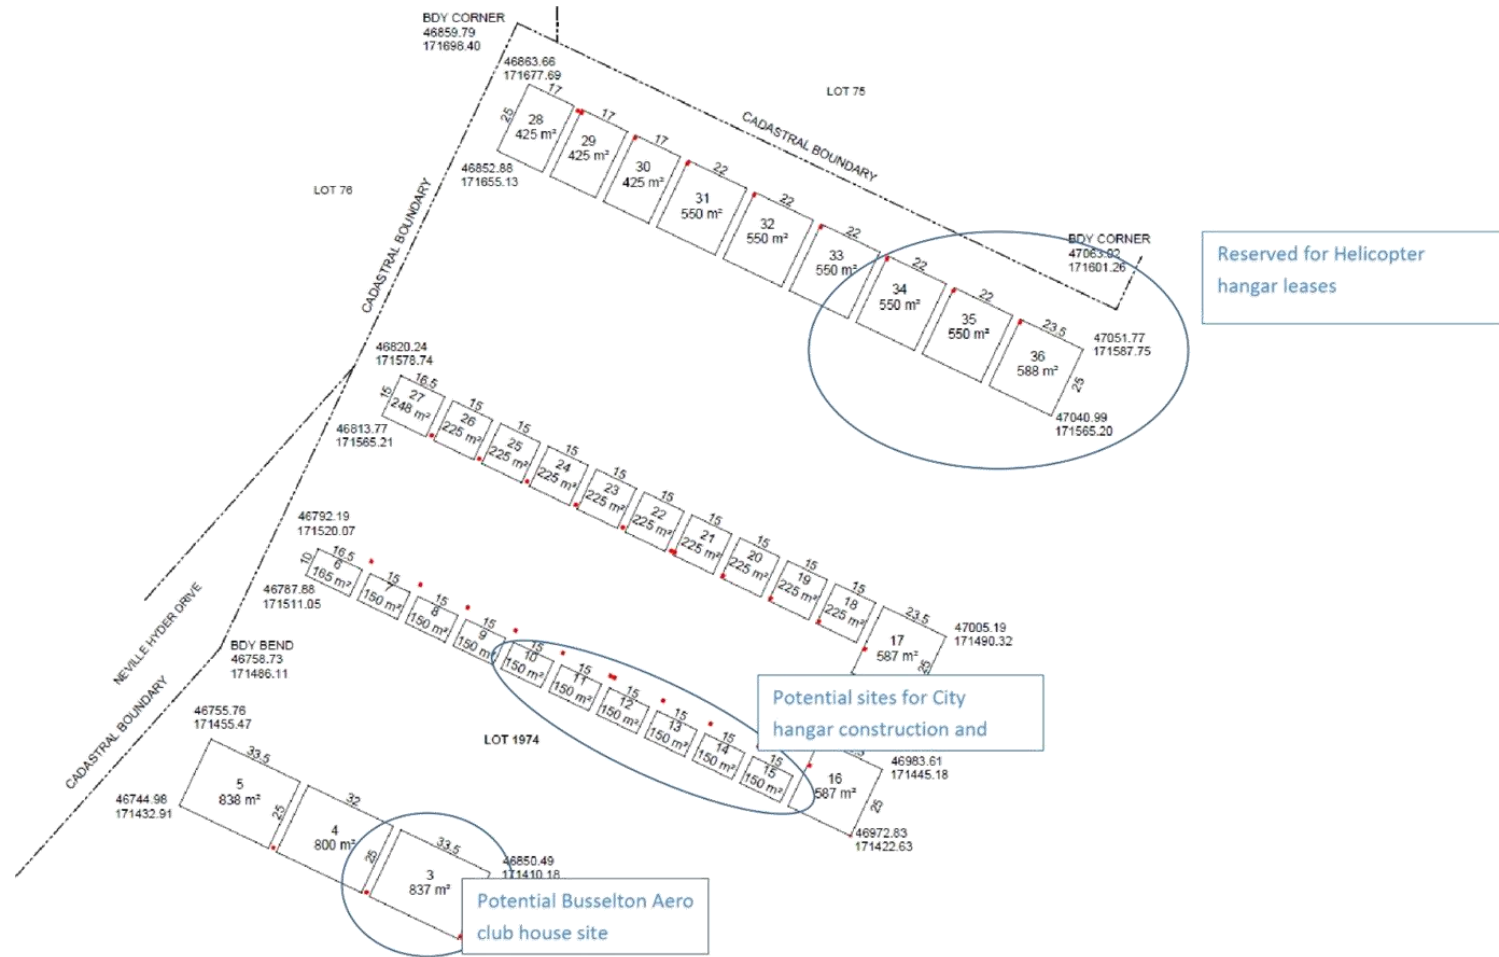 BDY CORNER
46859.79
171698.40
46863.66
171677.69
LOT 75
CADASTRAL BOUNDARY
17
25
28
425 m²
17
29
425 m²
17
30
425 m²
22
31
550 m²
22
32
550 m²
22
33
550 m²
22
34
550 m²
22
35
550 m²
23.5
36
588 m²
25
46852.88
171655.13
LOT 76
CADASTRAL BOUNDARY
BDY CORNER
47063.02
171601.26
Reserved for Helicopter
hangar leases
47051.77
171587.75
47040.99
171565.20
46820.24
171578.74
16.5
15
27
248 m²
15
26
225 m²
15
25
225 m²
15
24
225 m²
15
23
225 m²
15
22
225 m²
15
21
225 m²
15
20
225 m²
15
19
225 m²
15
18
225 m²
23.5
17
587 m²
25
46813.77
171565.21
47005.19
171490.32
46792.19
171520.07
16.5
10
6
165 m²
15
7
150 m²
15
8
150 m²
15
9
150 m²
15
10
150 m²
15
11
150 m²
15
12
150 m²
15
13
150 m²
15
14
150 m²
15
15
150 m²
16
587 m²
25
46787.88
171511.05
Potential sites for City
hangar construction and
46983.61
171445.18
46972.83
171422.63
NEVILLE HYDER DRIVE
BDY BEND
46758.73
171486.11
CADASTRAL BOUNDARY
LOT 1974
46755.76
171455.47
33.5
5
838 m²
25
32
4
800 m²
25
33.5
3
837 m²
46744.98
171432.91
46850.49
171410.18
Potential Busselton Aero
club house site